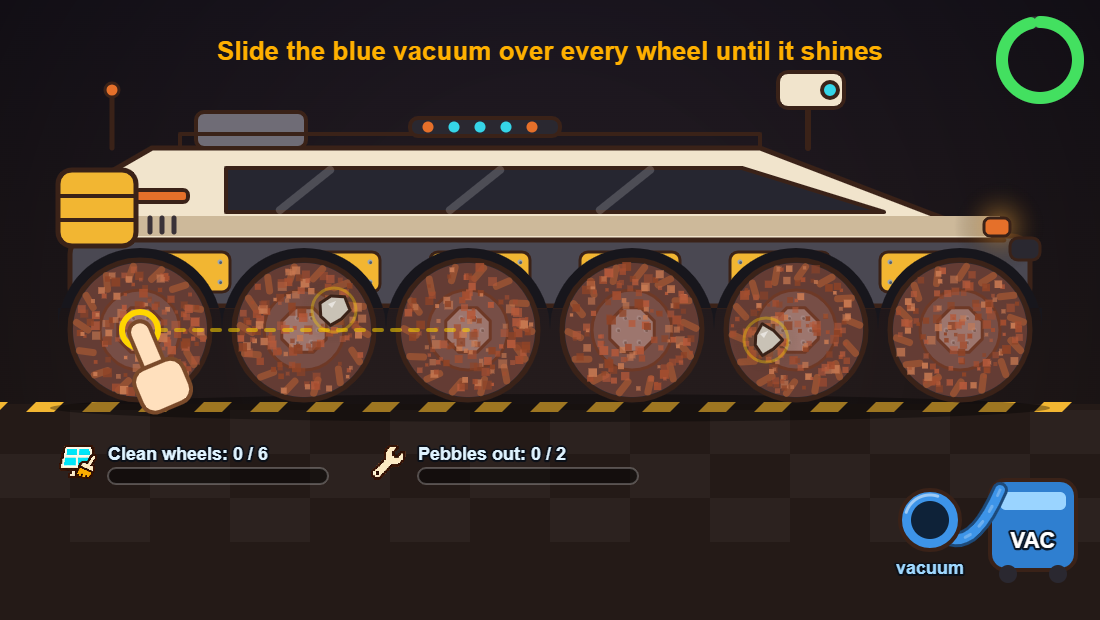 Slide the blue vacuum over every wheel until it shines
Clean wheels: 0 / 6
Pebbles out: 0 / 2
VAC
vacuum